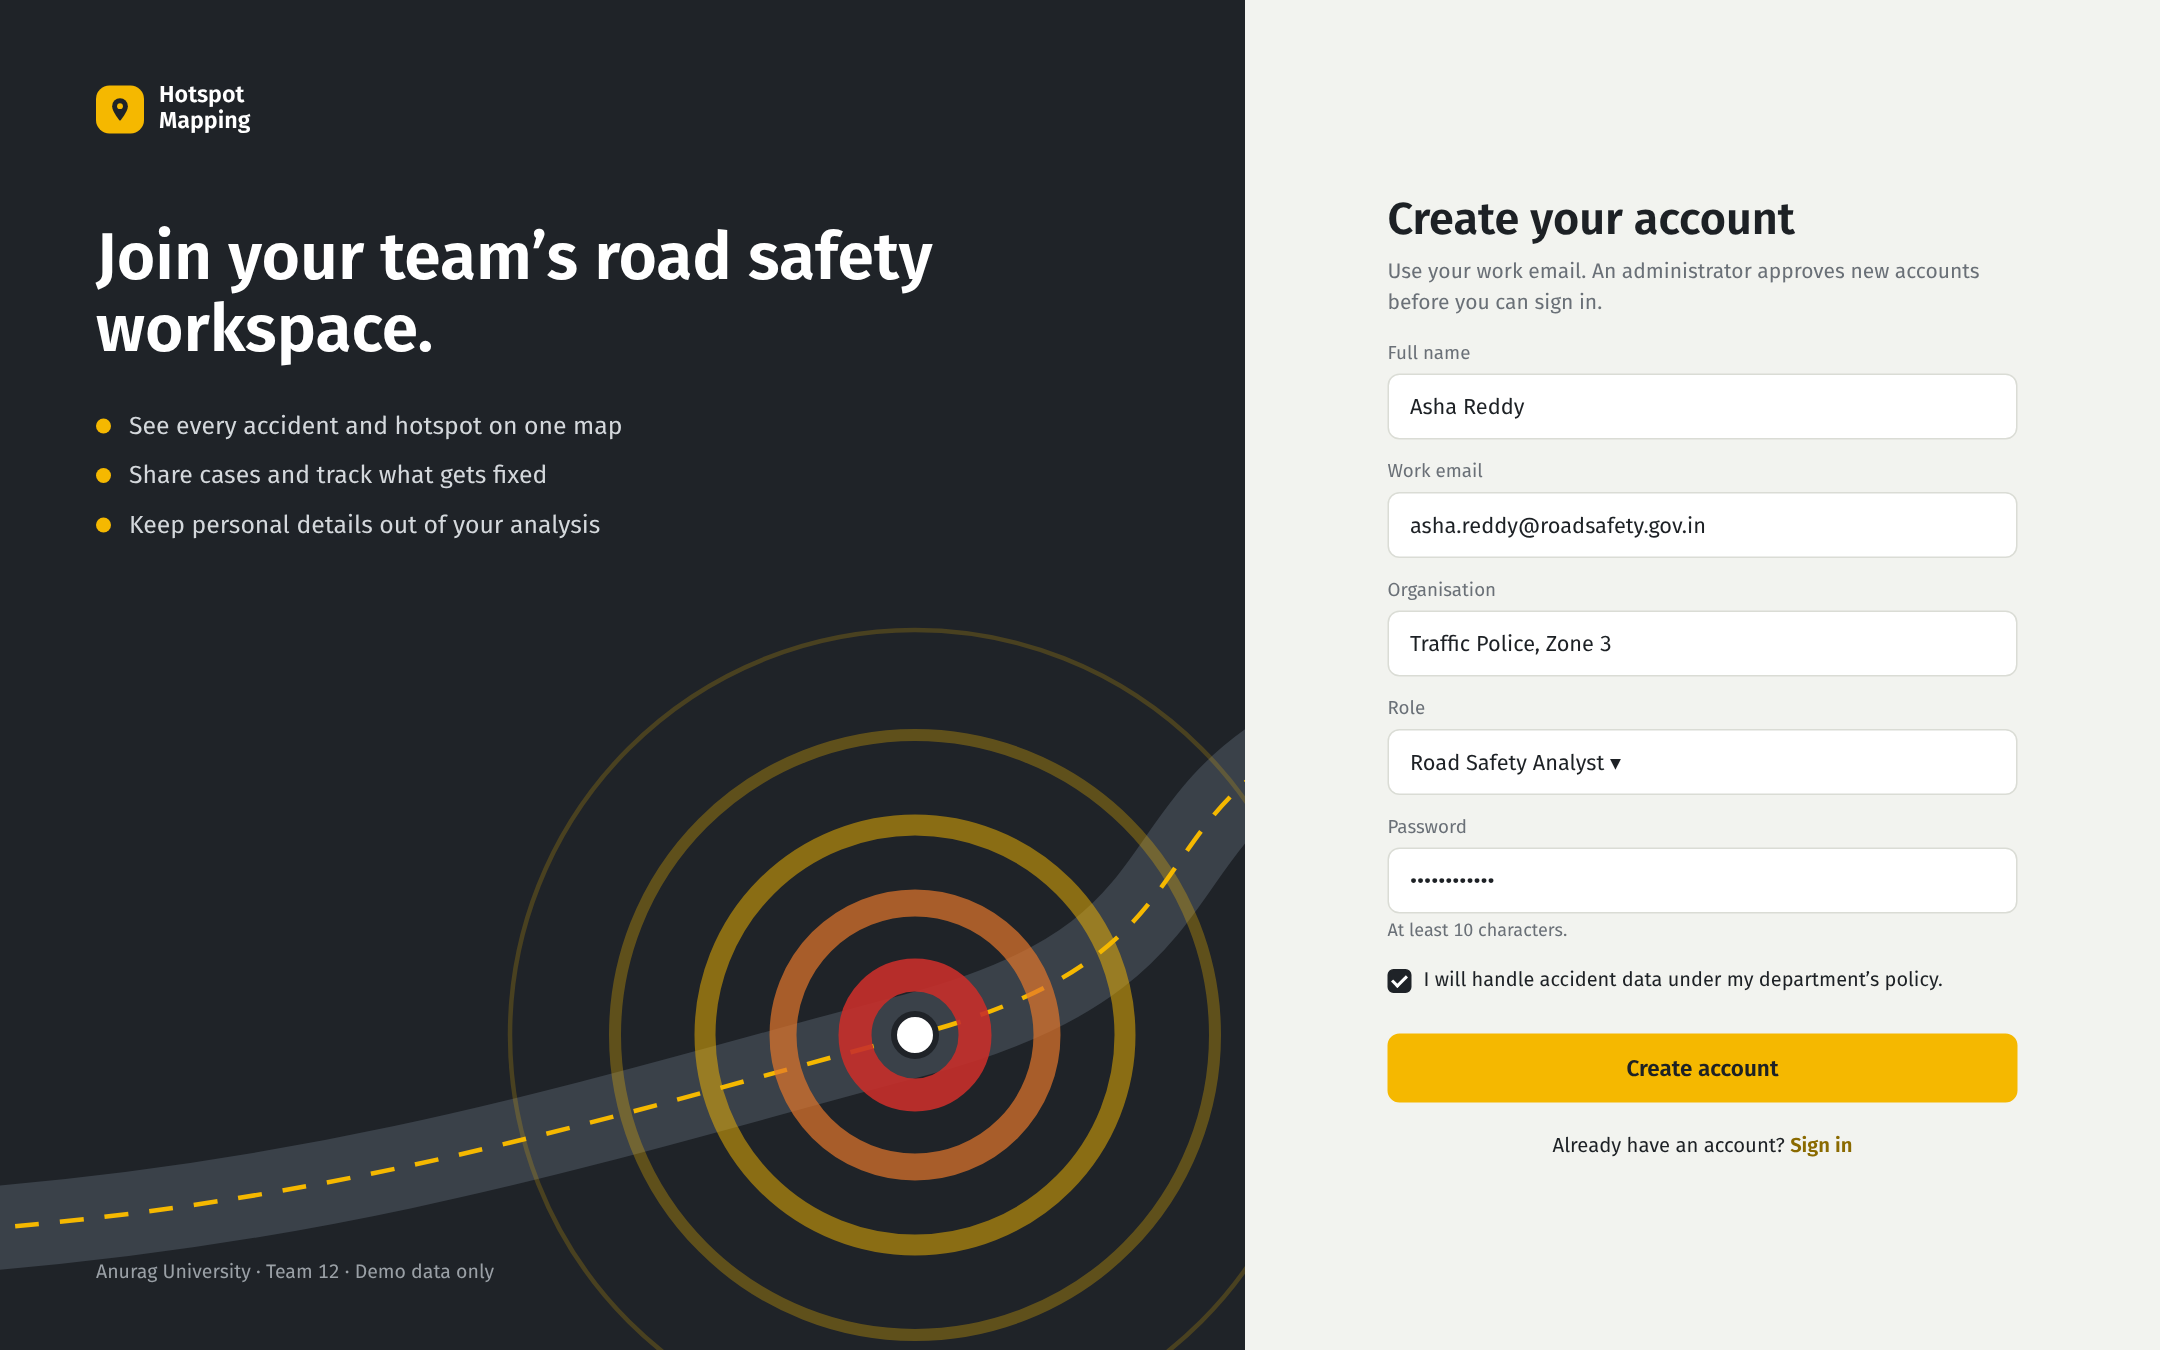 Hotspot
Mapping
Join your team’s road safety
workspace.
See every accident and hotspot on one map
Share cases and track what gets fixed
Keep personal details out of your analysis
Anurag University · Team 12 · Demo data only
Create your account
Use your work email. An administrator approves new accounts
before you can sign in.
Full name
Asha Reddy
Work email
asha.reddy@roadsafety.gov.in
Organisation
Traffic Police, Zone 3
Role
Road Safety Analyst ▾
Password
••••••••••••
At least 10 characters.
I will handle accident data under my department’s policy.
Create account
Already have an account? Sign in